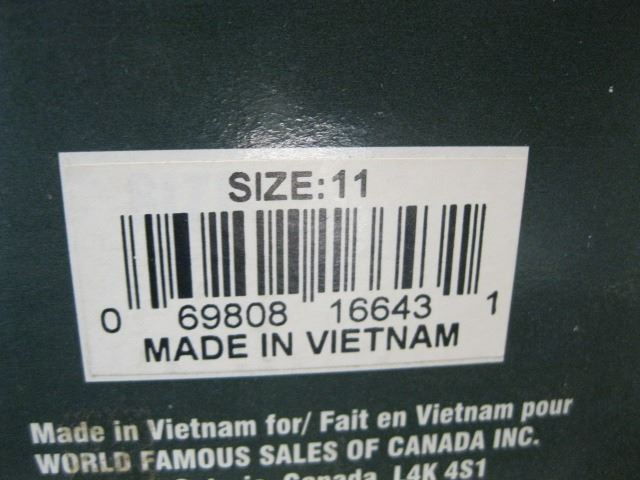 SIZE:11
0 69808 16643 1
MADE IN VIETNAM
Made in Vietnam for/ Fait en Vietnam pour
WORLD FAMOUS SALES OF CANADA INC.
Canada L4K 4S1